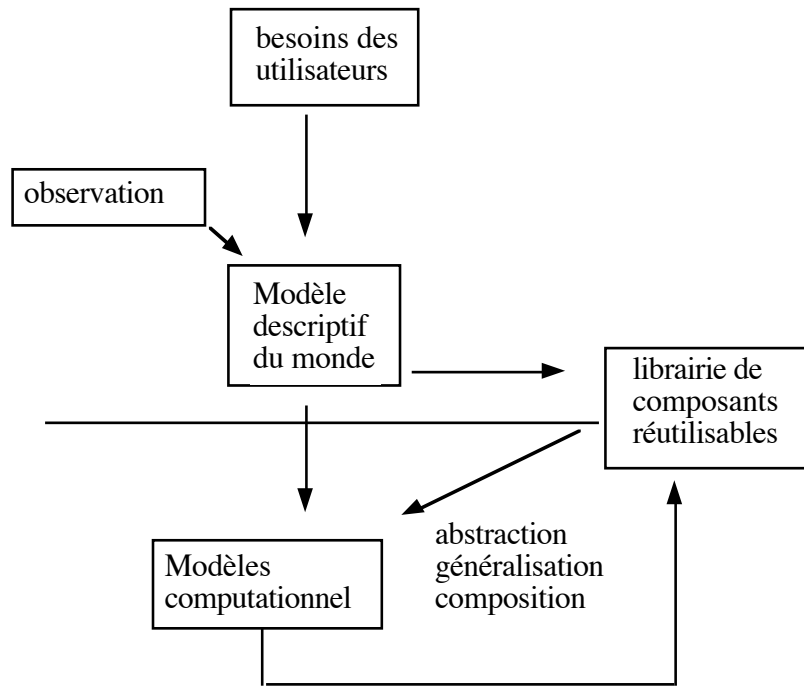 besoins des
utilisateurs
observation
Modèle
descriptif
du monde
librairie de
composants
réutilisables
abstraction
généralisation
composition
Modèles
computationnel